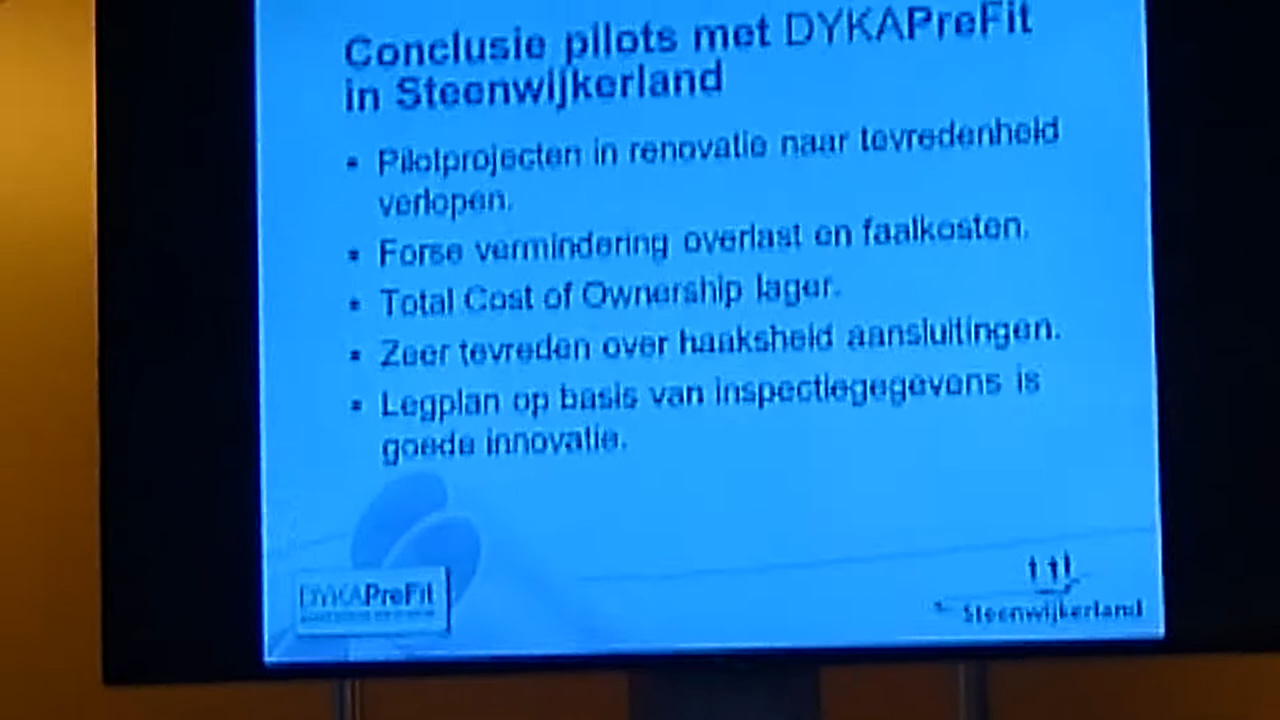 Conclusie pilots met DYKAPreFit
in Steenwijkerland
▪ Pilotprojecten in renovatie naar tevredenheid
verlopen.
▪ Forse vermindering overlast en faalkosten.
▪ Total Cost of Ownership lager.
▪ Zeer tevreden over haaksheid aansluitingen.
▪ Legplan op basis van inspectiegegevens is
goede innovatie.
DYKAPreFit
Steenwijkerland